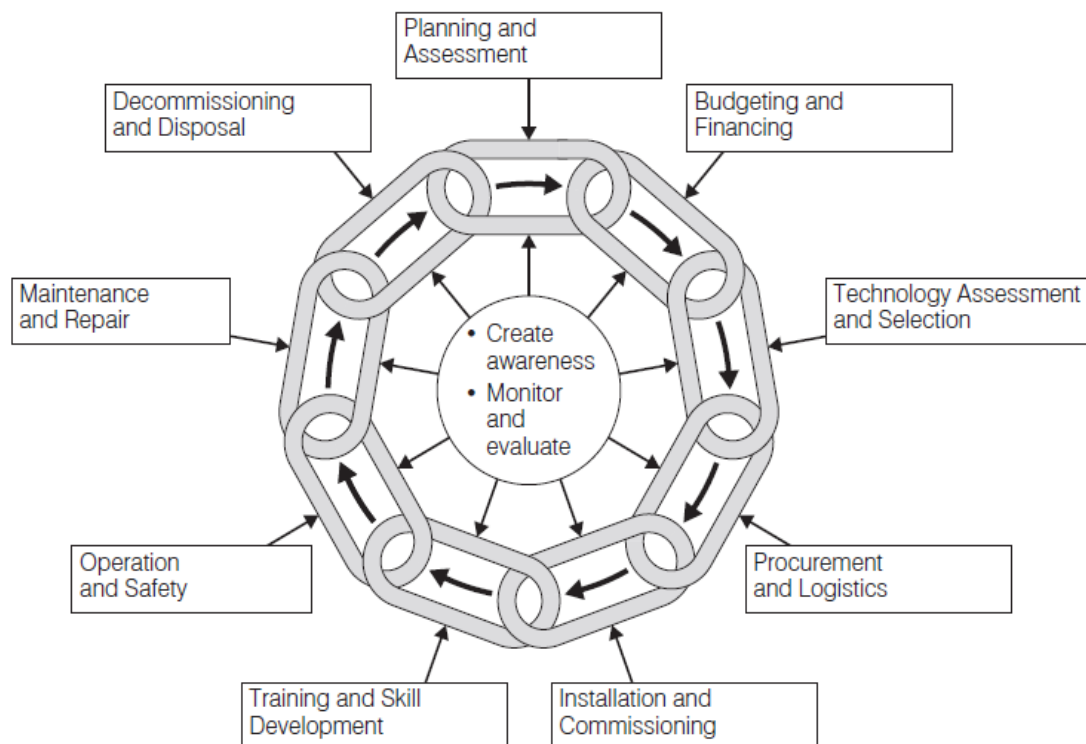 Planning and
Assessment
Budgeting and
Financing
Technology Assessment
and Selection
Procurement
and Logistics
Installation and
Commissioning
Training and Skill
Development
Operation
and Safety
Maintenance
and Repair
Decommissioning
and Disposal
• Create
awareness
• Monitor
and
evaluate